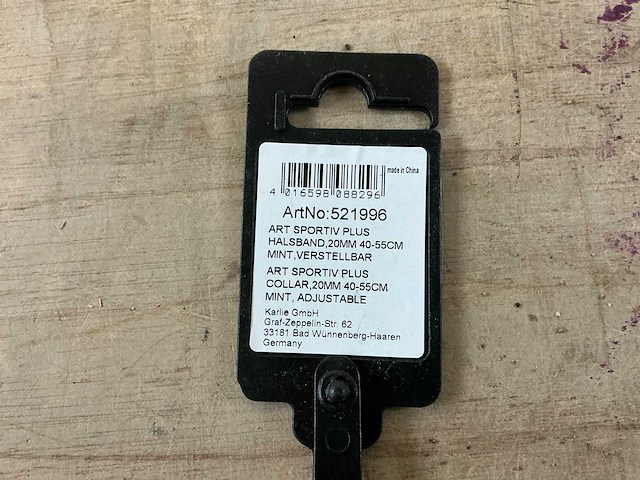 made in China
4 016598 088296
ArtNo:521996
ART SPORTIV PLUS
HALSBAND,20MM 40-55CM
MINT,VERSTELLBAR
ART SPORTIV PLUS
COLLAR,20MM 40-55CM
MINT, ADJUSTABLE
Karlie GmbH
Graf-Zeppelin-Str. 62
33181 Bad Wünnenberg-Haaren
Germany